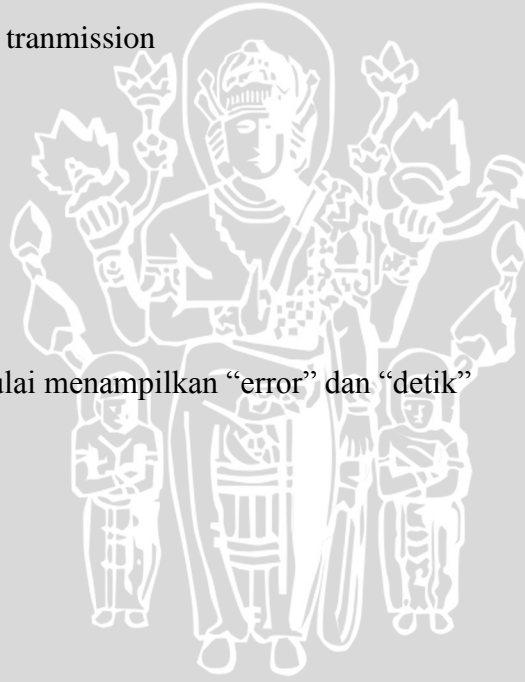 tranmission
ulai menampilkan “error” dan “detik”